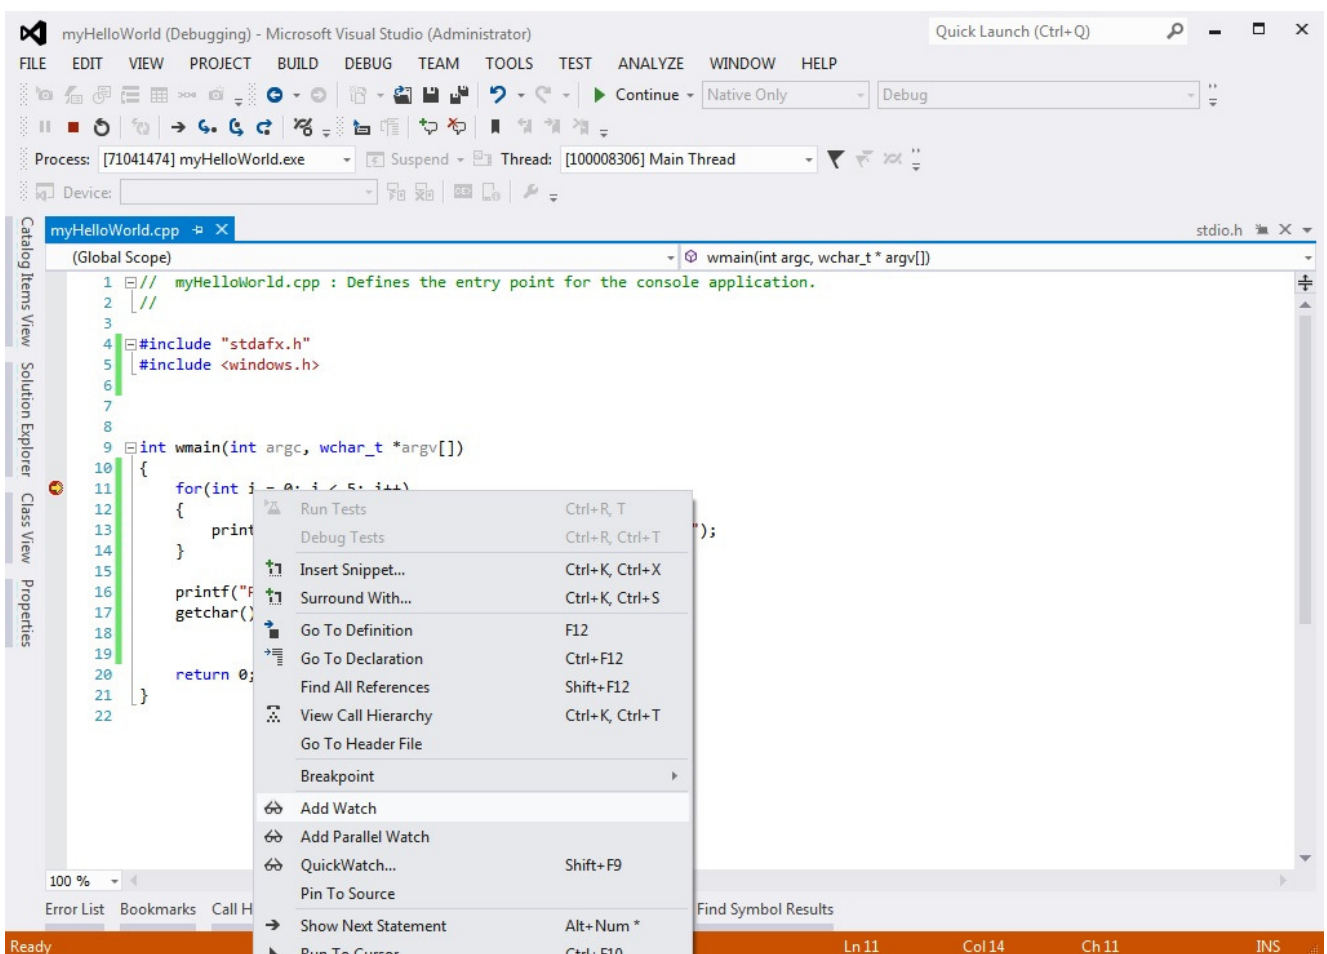 myHelloWorld (Debugging) - Microsoft Visual Studio (Administrator)
Quick Launch (Ctrl+Q)
FILE EDIT VIEW PROJECT BUILD DEBUG TEAM TOOLS TEST ANALYZE WINDOW HELP
Continue Native Only Debug
Process: [71041474] myHelloWorld.exe Suspend Thread: [100008306] Main Thread
Device:
Catalog Items View
Solution Explorer
Class View
Properties
myHelloWorld.cpp stdio.h
(Global Scope) wmain(int argc, wchar_t * argv[])
1 // myHelloWorld.cpp : Defines the entry point for the console application.
2 //
3
4 #include "stdafx.h"
5 #include <windows.h>
6
7
8
9 int wmain(int argc, wchar_t *argv[])
10 {
11 for(int i = 0; i < 5; i++)
12 {
13 print ");
14 }
15
16 printf("
17 getchar()
18
19
20 return 0;
21 }
22
Run Tests Ctrl+R, T
Debug Tests Ctrl+R, Ctrl+T
Insert Snippet... Ctrl+K, Ctrl+X
Surround With... Ctrl+K, Ctrl+S
Go To Definition F12
Go To Declaration Ctrl+F12
Find All References Shift+F12
View Call Hierarchy Ctrl+K, Ctrl+T
Go To Header File
Breakpoint
Add Watch
Add Parallel Watch
QuickWatch... Shift+F9
Pin To Source
Show Next Statement Alt+Num *
Run To Cursor Ctrl+F10
100 %
Error List Bookmarks Call H Find Symbol Results
Ready Ln 11 Col 14 Ch 11 INS